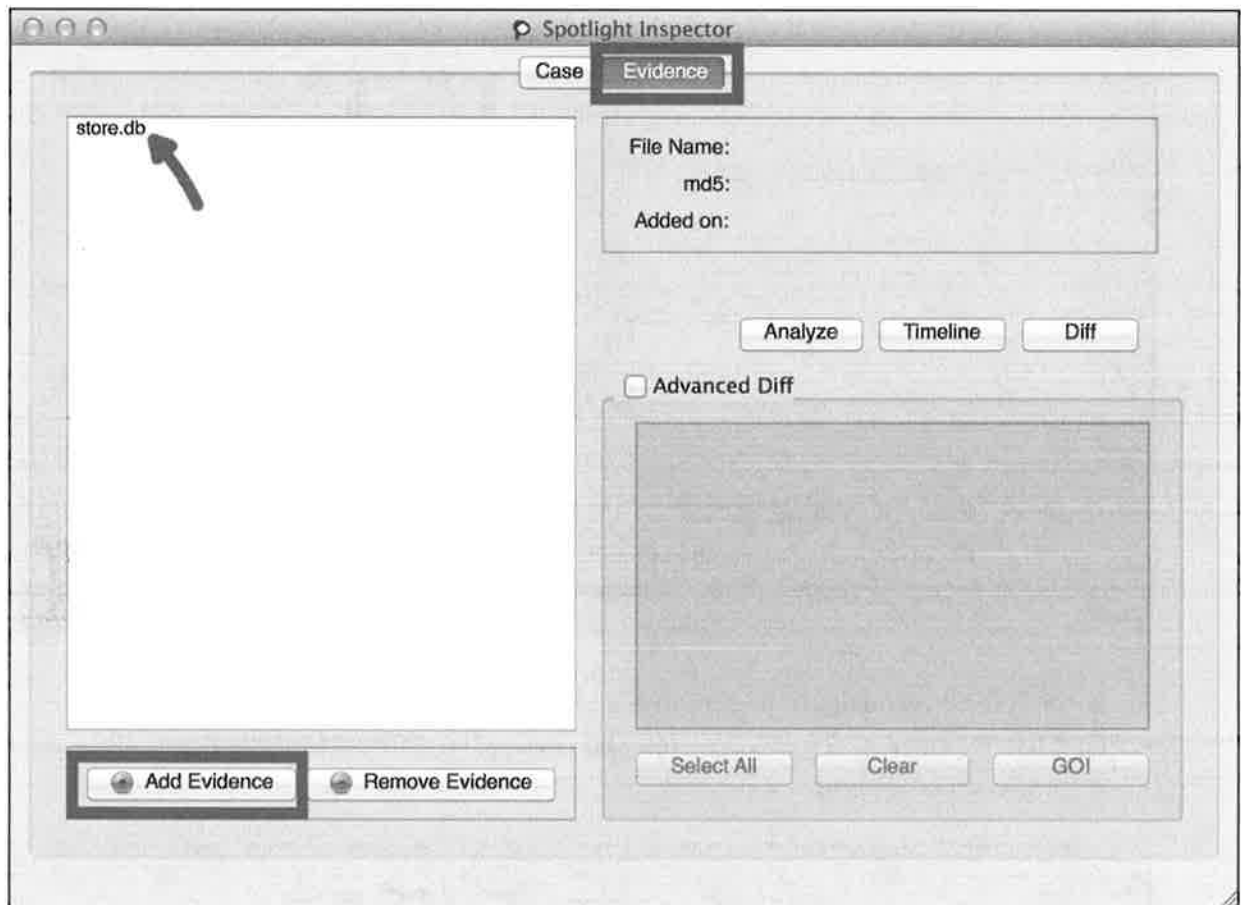 Spotlight Inspector
Case
Evidence
store.db
File Name:
md5:
Added on:
Analyze
Timeline
Diff
Advanced Diff
Select All
Clear
GO!
Add Evidence
Remove Evidence